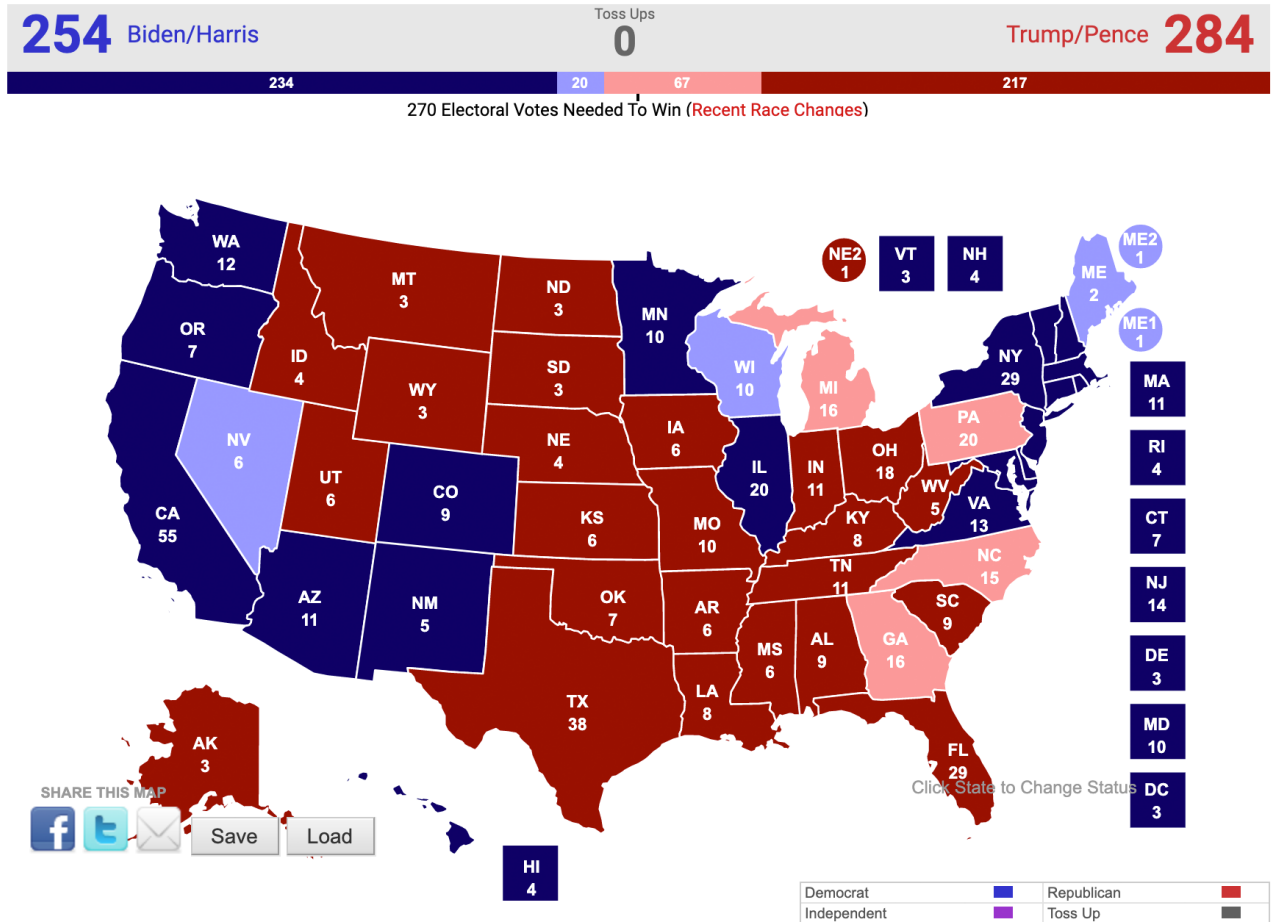 Toss Ups
254 Biden/Harris 0 Trump/Pence 284
234 20 67 217
270 Electoral Votes Needed To Win (Recent Race Changes)
WA
12
OR
7
CA
55
NV
6
ID
4
MT
3
WY
3
UT
6
AZ
11
CO
9
NM
5
ND
3
SD
3
NE
4
KS
6
OK
7
TX
38
MN
10
IA
6
MO
10
AR
6
LA
8
WI
10
IL
20
MI
16
IN
11
OH
18
KY
8
TN
11
MS
6
AL
9
GA
16
FL
29
SC
9
NC
15
VA
13
WV
5
PA
20
NY
29
ME
2
NE2
1
VT
3
NH
4
ME2
1
ME1
1
MA
11
RI
4
CT
7
NJ
14
DE
3
MD
10
DC
3
AK
3
HI
4
Click State to Change Status
SHARE THIS MAP
f t Save Load
Democrat Republican
Independent Toss Up